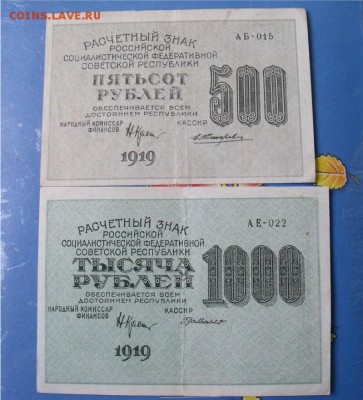 COINS.LAVE.RU
РАСЧЕТНЫЙ ЗНАК
РОССИЙСКОЙ
СОЦИАЛИСТИЧЕСКОЙ ФЕДЕРАТИВНОЙ
СОВЕТСКОЙ РЕСПУБЛИКИ
ПЯТЬСОТ
РУБЛЕЙ
ОБЕСПЕЧИВАЕТСЯ ВСЕМ
ДОСТОЯНИЕМ РЕСПУБЛИКИ
НАРОДНЫЙ КОМИССАР
ФИНАНСОВ
1919
АБ-015
500
КАССИР
РАСЧЕТНЫЙ ЗНАК
РОССИЙСКОЙ
СОЦИАЛИСТИЧЕСКОЙ ФЕДЕРАТИВНОЙ
СОВЕТСКОЙ РЕСПУБЛИКИ
ТЫСЯЧА
РУБЛЕЙ
ОБЕСПЕЧИВАЕТСЯ ВСЕМ
ДОСТОЯНИЕМ РЕСПУБЛИКИ
НАРОДНЫЙ КОМИССАР
ФИНАНСОВ
1919
АЕ-022
1000
КАССИР